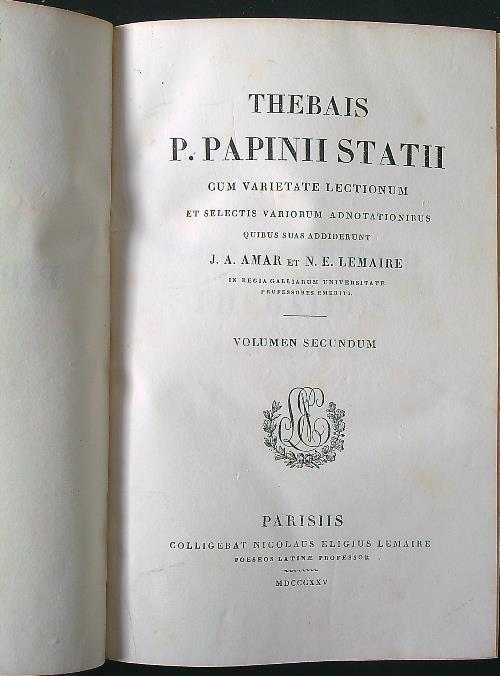 THEBAIS
P. PAPINII STATII
CUM VARIETATE LECTIONUM
ET SELECTIS VARIORUM ADNOTATIONIBUS
QUIBUS SUAS ADDIDERUNT
J. A. AMAR ET N. E. LEMAIRE
IN REGIA GALLIARUM UNIVERSITATE
PROFESSORES EMERITI.
VOLUMEN SECUNDUM
PARISIIS
COLLIGEBAT NICOLAUS ELIGIUS LEMAIRE
POESEOS LATINÆ PROFESSOR
MDCCCXXV